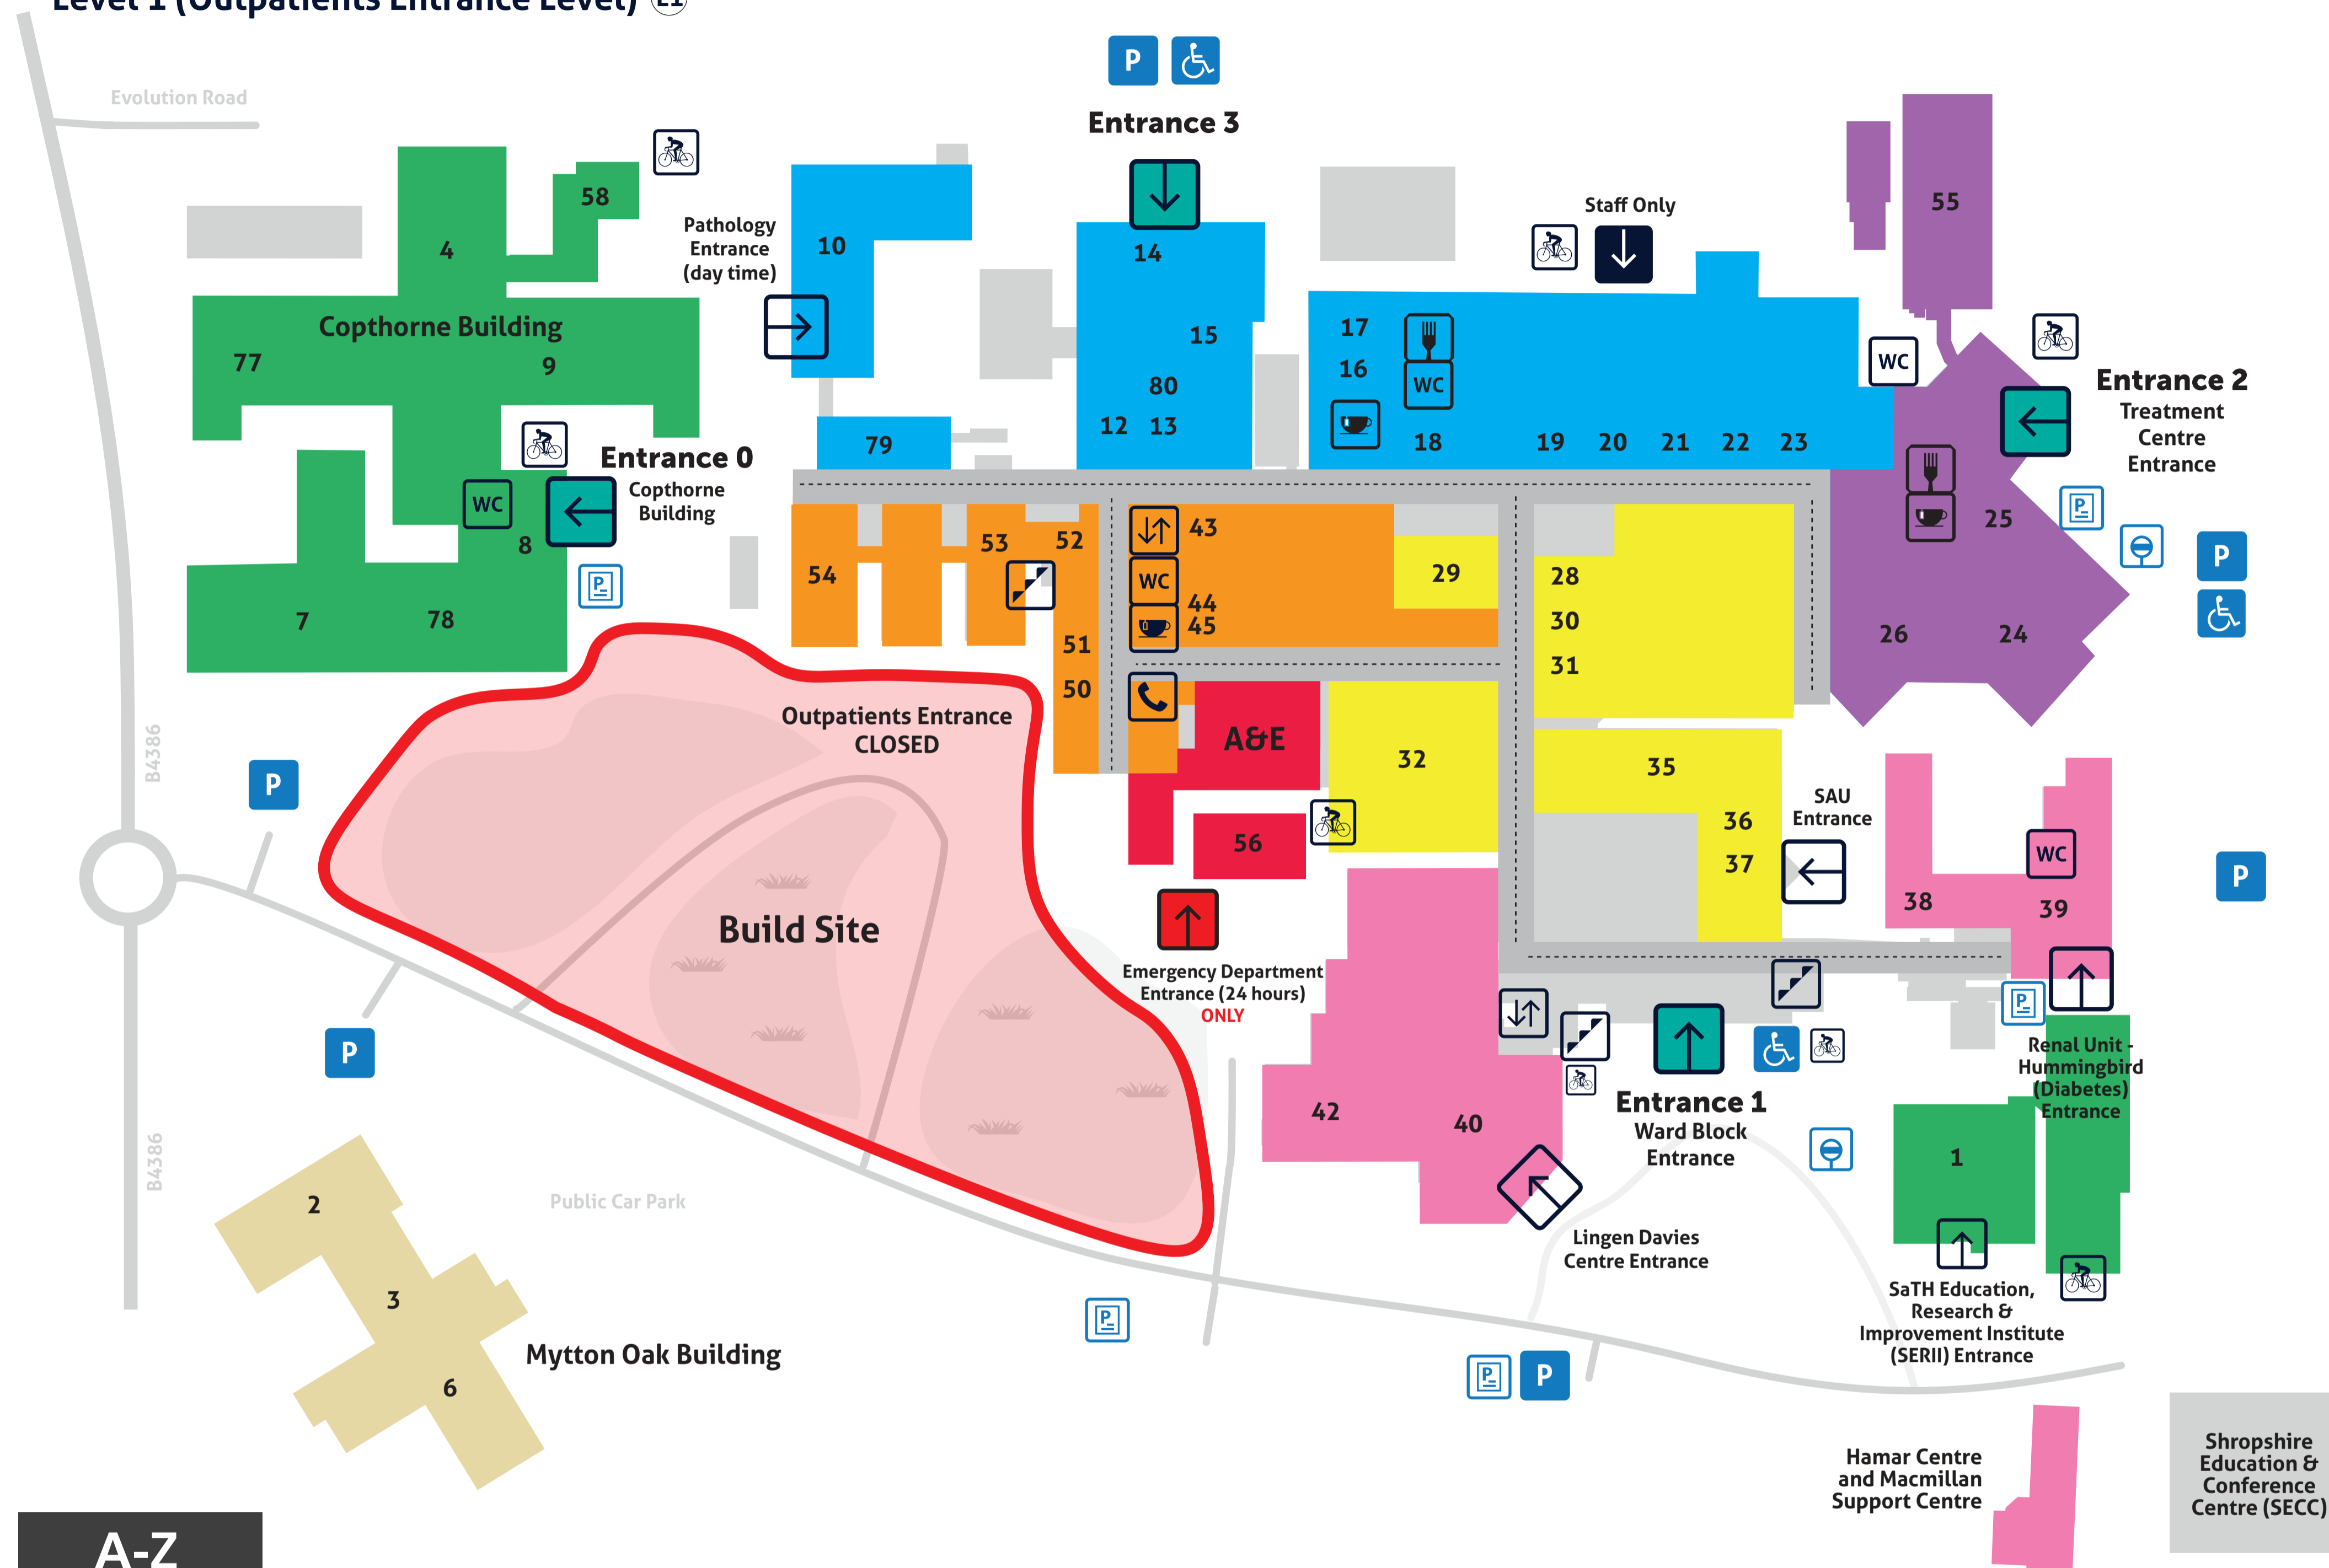 Level 1 (Outpatients Entrance Level) L1
P
Entrance 3
Evolution Road
58
4
Pathology
Entrance
(day time)
10
14
Staff Only
55
Copthorne Building
77
9
15
80
12 13
17
16
WC
18
19 20 21 22 23
WC
Entrance 2
Treatment
Centre
Entrance
Entrance 0
Copthorne
Building
WC
8
79
25
P
P
7
78
P
54
53
52
43
WC
44
45
29
28
30
31
26
24
51
50
Outpatients Entrance
CLOSED
A&E
32
35
36
37
SAU
Entrance
56
B4386
P
Build Site
38
WC
39
P
Emergency Department
Entrance (24 hours)
ONLY
P
P
Renal Unit -
Hummingbird
(Diabetes)
Entrance
42
40
Entrance 1
Ward Block
Entrance
1
B4386
2
Public Car Park
3
6
Mytton Oak Building
Lingen Davies
Centre Entrance
SaTH Education,
Research &
Improvement Institute
(SERII) Entrance
P
P
P
Hamar Centre
and Macmillan
Support Centre
Shropshire
Education &
Conference
Centre (SECC)
A-Z